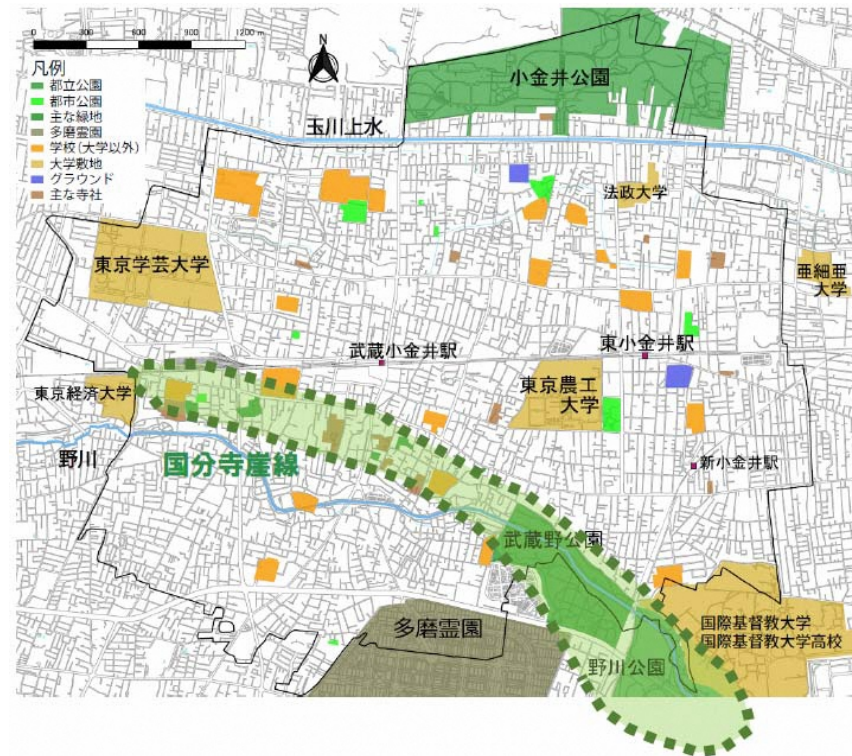 0 300 600 900 1200 m
N
凡例
都立公園
都市公園
主な緑地
多磨霊園
学校(大学以外)
大学敷地
グラウンド
主な寺社
小金井公園
玉川上水
法政大学
東京学芸大学
亜細亜
大学
武蔵小金井駅
東小金井駅
東京経済大学
東京農工
大学
野川
国分寺崖線
新小金井駅
武蔵野公園
国際基督教大学
国際基督教大学高校
多磨霊園
野川公園